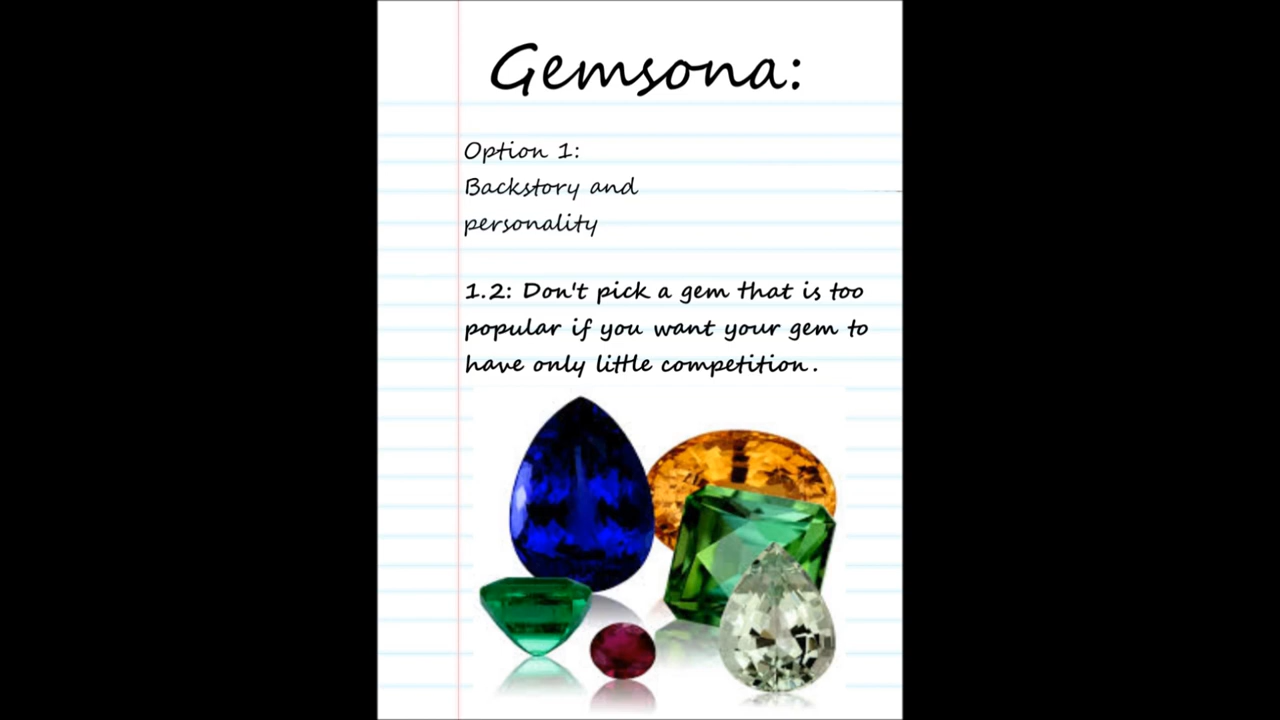 Gemsona:
Option 1:
Backstory and
personality
1.2: Don't pick a gem that is too
popular if you want your gem to
have only little competition.